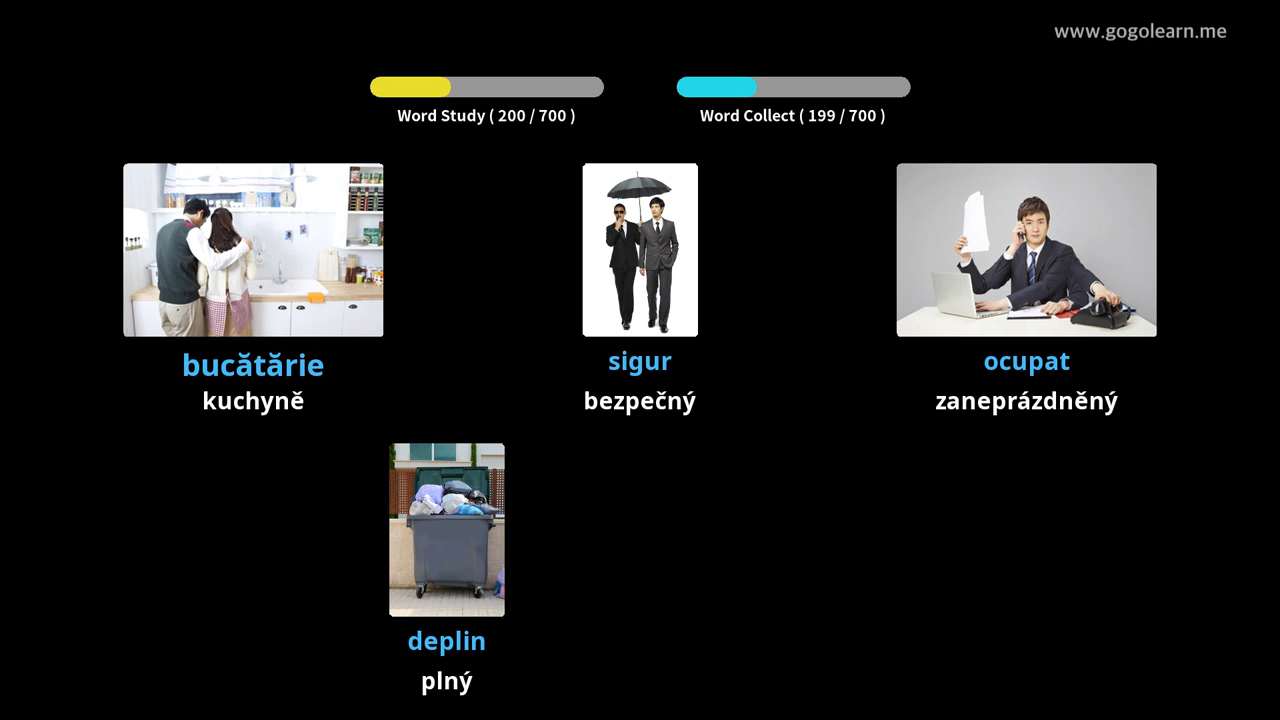 www.gogolearn.me
Word Study ( 200 / 700 )
Word Collect ( 199 / 700 )
bucătărie
kuchyně
sigur
bezpečný
ocupat
zaneprázdněný
deplin
plný